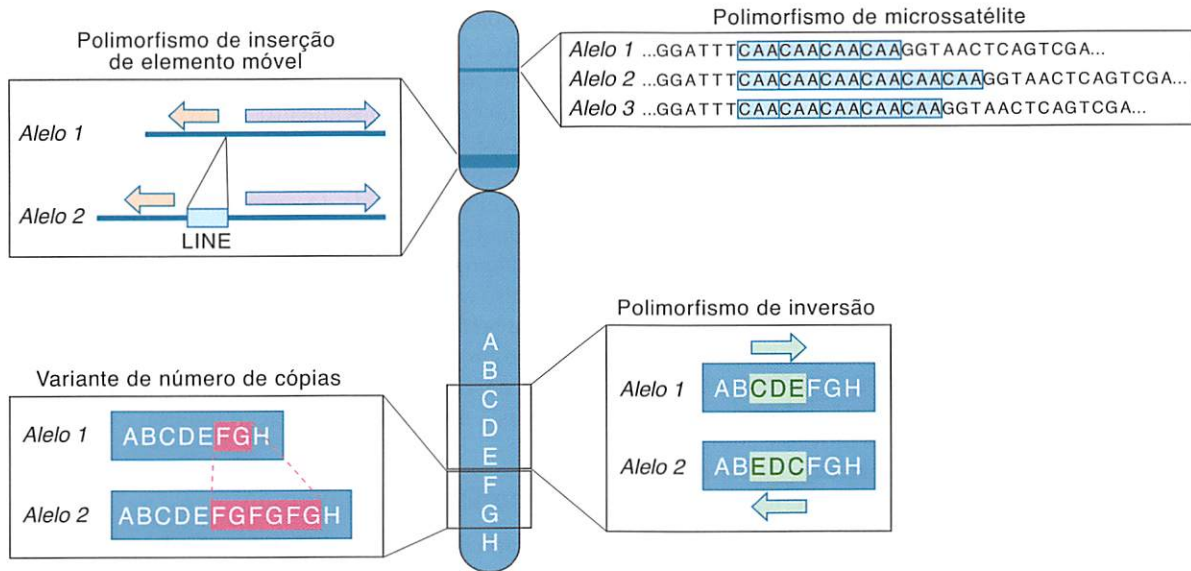 Polimorfismo de inserção
de elemento móvel
Alelo 1
Alelo 2
LINE
Polimorfismo de microssatélite
Alelo 1 ...GGATTTCAACAACAACAAGGTAACTCAGTCGA...
Alelo 2 ...GGATTTCAACAACAACAACAACAAGGTAACTCAGTCGA...
Alelo 3 ...GGATTTCAACAACAACAACAAGGTAACTCAGTCGA...
A
B
C
D
E
F
G
H
Variante de número de cópias
Alelo 1 ABCDEFGH
Alelo 2 ABCDEFGFGFGH
Polimorfismo de inversão
Alelo 1 ABCDEFGH
Alelo 2 ABEDCFGH